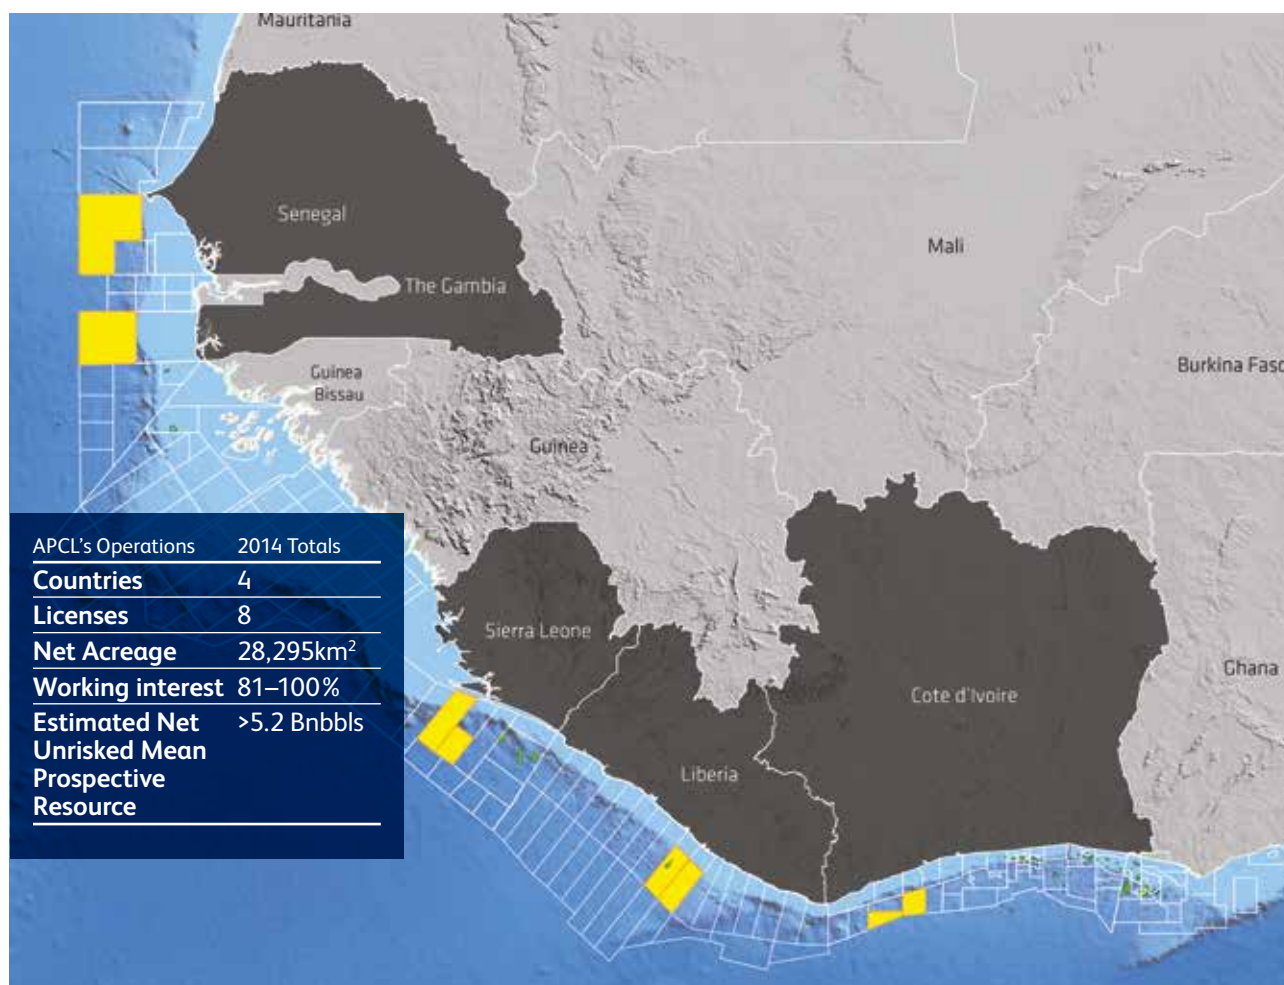 Mauritania
Senegal
Mali
The Gambia
Burkina Faso
Guinea
Bissau
Guinea
APCL's Operations 2014 Totals
Countries 4
Licenses 8
Net Acreage 28,295km²
Working interest 81–100%
Estimated Net >5.2 Bnbbls
Unrisked Mean
Prospective
Resource
Sierra Leone
Ghana
Cote d'Ivoire
Liberia